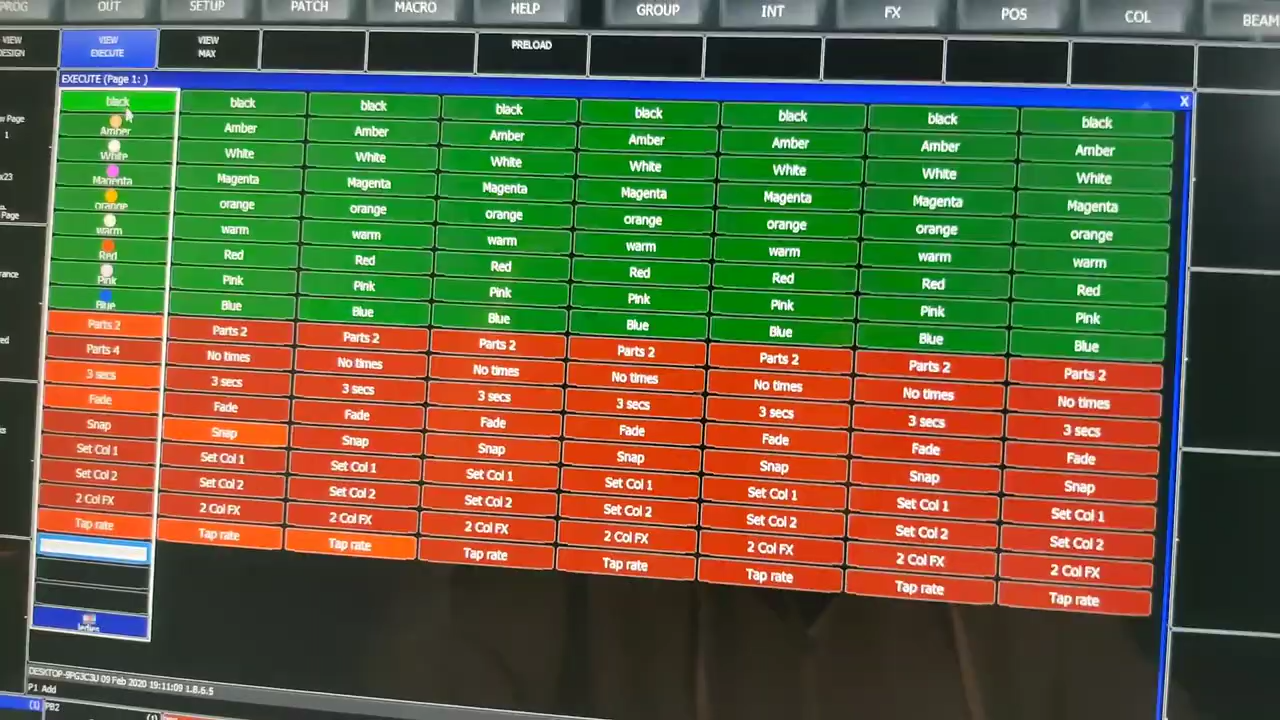 PROG OUT SETUP PATCH MACRO HELP GROUP INT FX POS COL BEAM
VIEW DESIGN VIEW EXECUTE VIEW MAX PRELOAD
EXECUTE (Page 1: ) X
black black black black black black black black
Amber Amber Amber Amber Amber Amber Amber Amber
White White White White White White White White
Magenta Magenta Magenta Magenta Magenta Magenta Magenta Magenta
orange orange orange orange orange orange orange orange
warm warm warm warm warm warm warm warm
Red Red Red Red Red Red Red Red
Pink Pink Pink Pink Pink Pink Pink Pink
Blue Blue Blue Blue Blue Blue Blue Blue
Parts 2 Parts 2 Parts 2 Parts 2 Parts 2 Parts 2 Parts 2 Parts 2
Parts 4 No times No times No times No times No times No times No times
3 secs 3 secs 3 secs 3 secs 3 secs 3 secs 3 secs 3 secs
Fade Fade Fade Fade Fade Fade Fade Fade
Snap Snap Snap Snap Snap Snap Snap Snap
Set Col 1 Set Col 1 Set Col 1 Set Col 1 Set Col 1 Set Col 1 Set Col 1 Set Col 1
Set Col 2 Set Col 2 Set Col 2 Set Col 2 Set Col 2 Set Col 2 Set Col 2 Set Col 2
2 Col FX 2 Col FX 2 Col FX 2 Col FX 2 Col FX 2 Col FX 2 Col FX 2 Col FX
Tap rate Tap rate Tap rate Tap rate Tap rate Tap rate Tap rate Tap rate
ledjes
DESKTOP-9PG3C3U 09 Feb 2020 19:11:09 1.8.6.5
P1 Add
(1) PB2
(1)